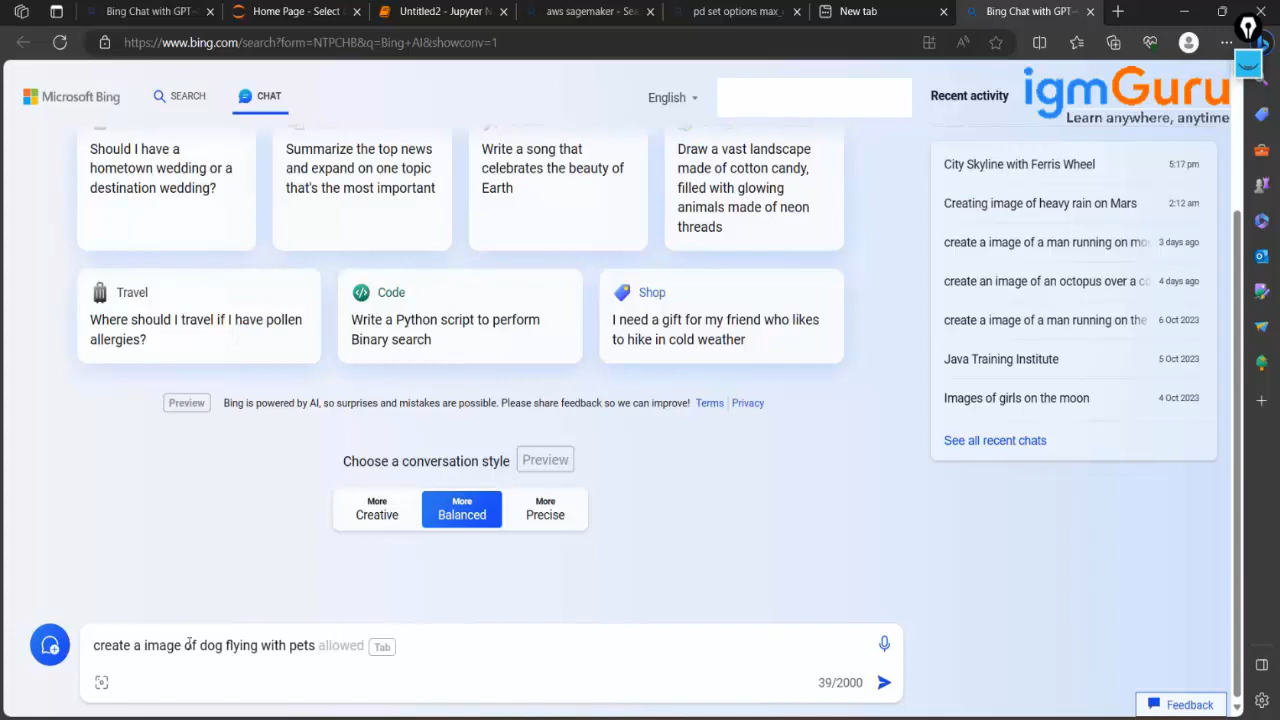 Bing Chat with GPT-
Home Page - Select
Untitled2 - Jupyter N
aws sagemaker - Sea
pd set options max_
New tab
Bing Chat with GPT-
https://www.bing.com/search?form=NTPCHB&q=Bing+AI&showconv=1
Microsoft Bing
SEARCH
CHAT
English
Recent activity
igmGuru
Learn anywhere, anytime
Should I have a
hometown wedding or a
destination wedding?
Summarize the top news
and expand on one topic
that's the most important
Write a song that
celebrates the beauty of
Earth
Draw a vast landscape
made of cotton candy,
filled with glowing
animals made of neon
threads
City Skyline with Ferris Wheel 5:17 pm
Creating image of heavy rain on Mars 2:12 am
create a image of a man running on mo 3 days ago
create an image of an octopus over a co 4 days ago
create a image of a man running on the 6 Oct 2023
Java Training Institute 5 Oct 2023
Images of girls on the moon 4 Oct 2023
See all recent chats
Travel
Where should I travel if I have pollen
allergies?
Code
Write a Python script to perform
Binary search
Shop
I need a gift for my friend who likes
to hike in cold weather
Preview Bing is powered by AI, so surprises and mistakes are possible. Please share feedback so we can improve! Terms | Privacy
Choose a conversation style Preview
More
Creative
More
Balanced
More
Precise
create a image of dog flying with pets allowed Tab
39/2000
Feedback